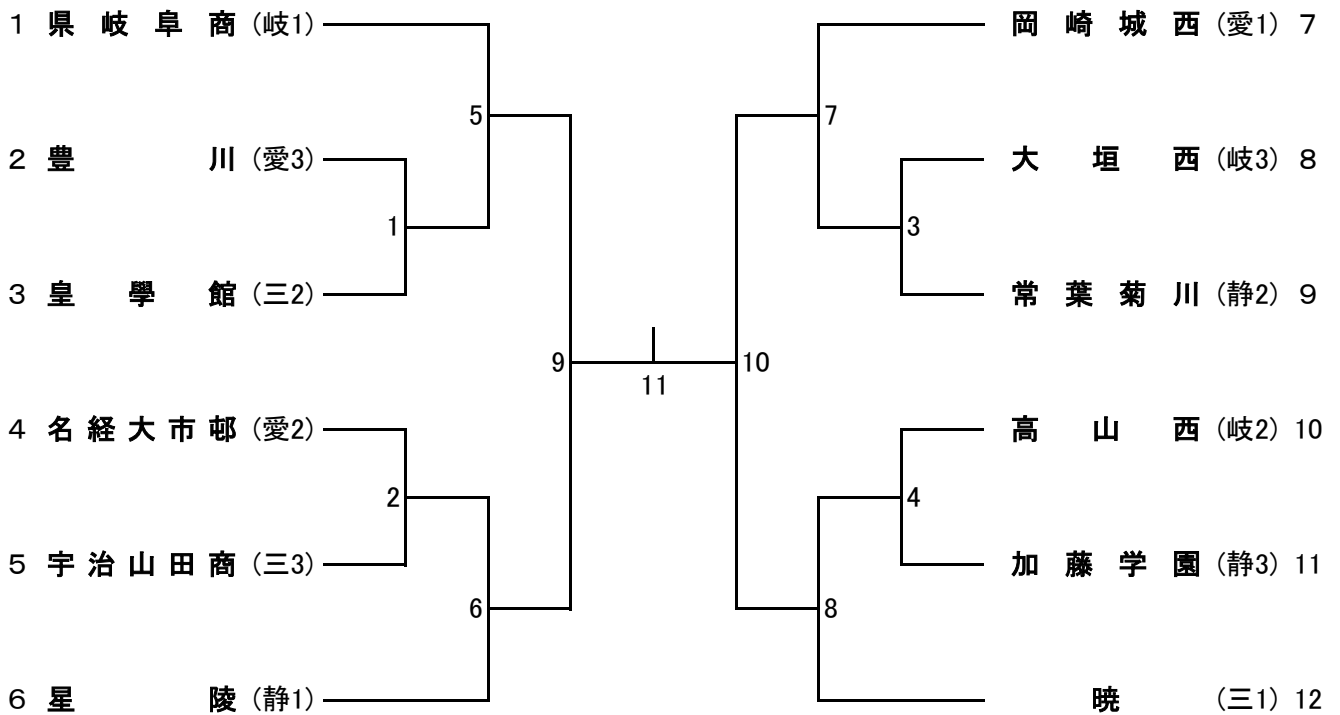 1 県岐阜商 (岐1)
5
2 豊川 (愛3)
1
3 皇學館 (三2)
9
4 名経大市邨 (愛2)
2
5 宇治山田商 (三3)
6
6 星陵 (静1)
11
岡崎城西 (愛1) 7
7
大垣西 (岐3) 8
3
常葉菊川 (静2) 9
10
高山西 (岐2) 10
4
加藤学園 (静3) 11
8
暁 (三1) 12